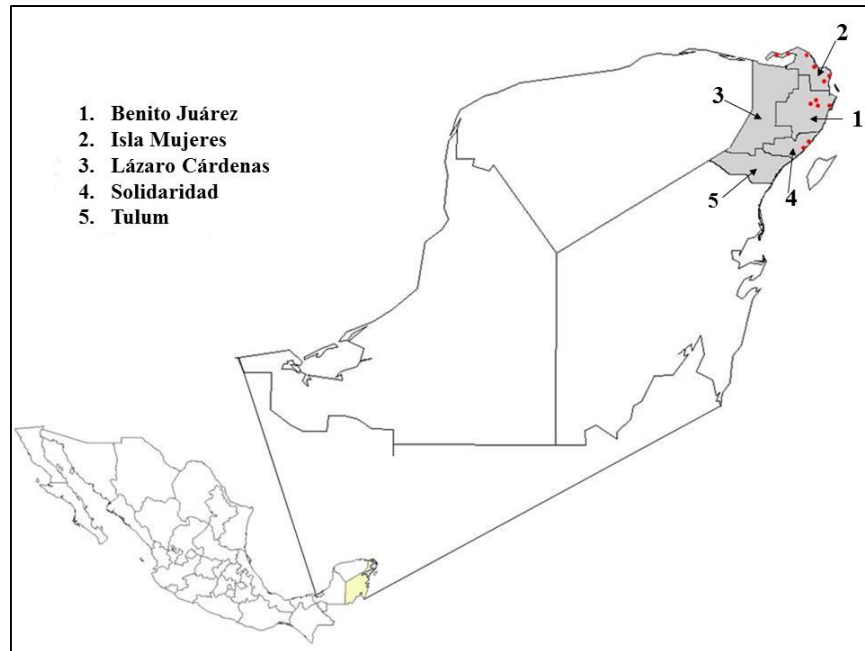 1. Benito Juárez
2. Isla Mujeres
3. Lázaro Cárdenas
4. Solidaridad
5. Tulum
2
3
1
5
4